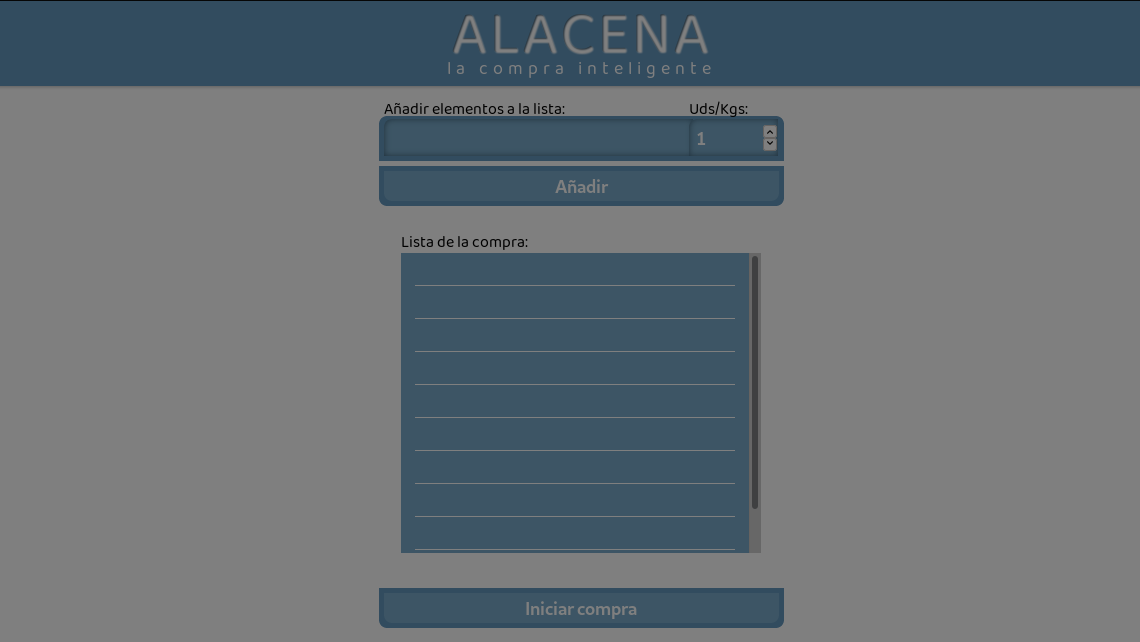 ALACENA
la compra inteligente
Añadir elementos a la lista: Uds/Kgs:
1
Añadir
Lista de la compra:
Iniciar compra